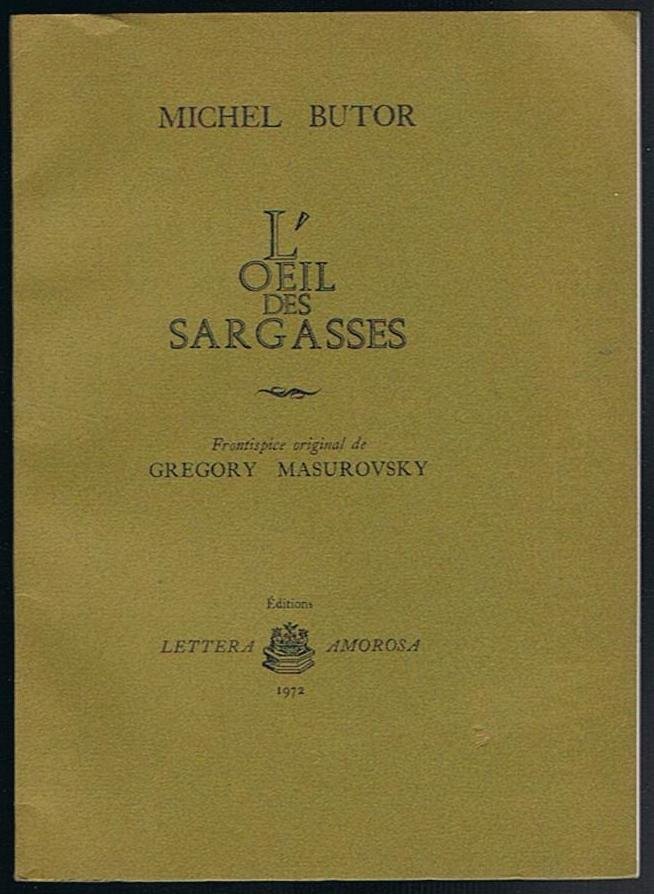 MICHEL BUTOR
L'
OEIL
DES
SARGASSES
Frontispice original de
GREGORY MASUROVSKY
Éditions
LETTERA AMOROSA
1972